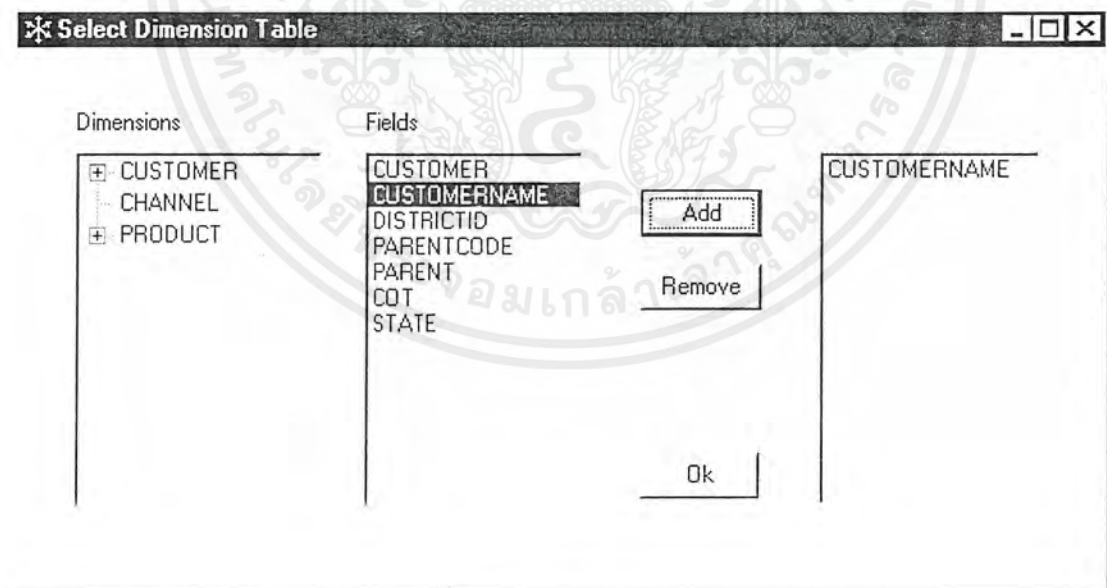 Select Dimension Table
Dimensions
CUSTOMER
CHANNEL
PRODUCT
Fields
CUSTOMER
CUSTOMERNAME
DISTRICTID
PARENTCODE
PARENT
COT
STATE
Add
Remove
Ok
CUSTOMERNAME